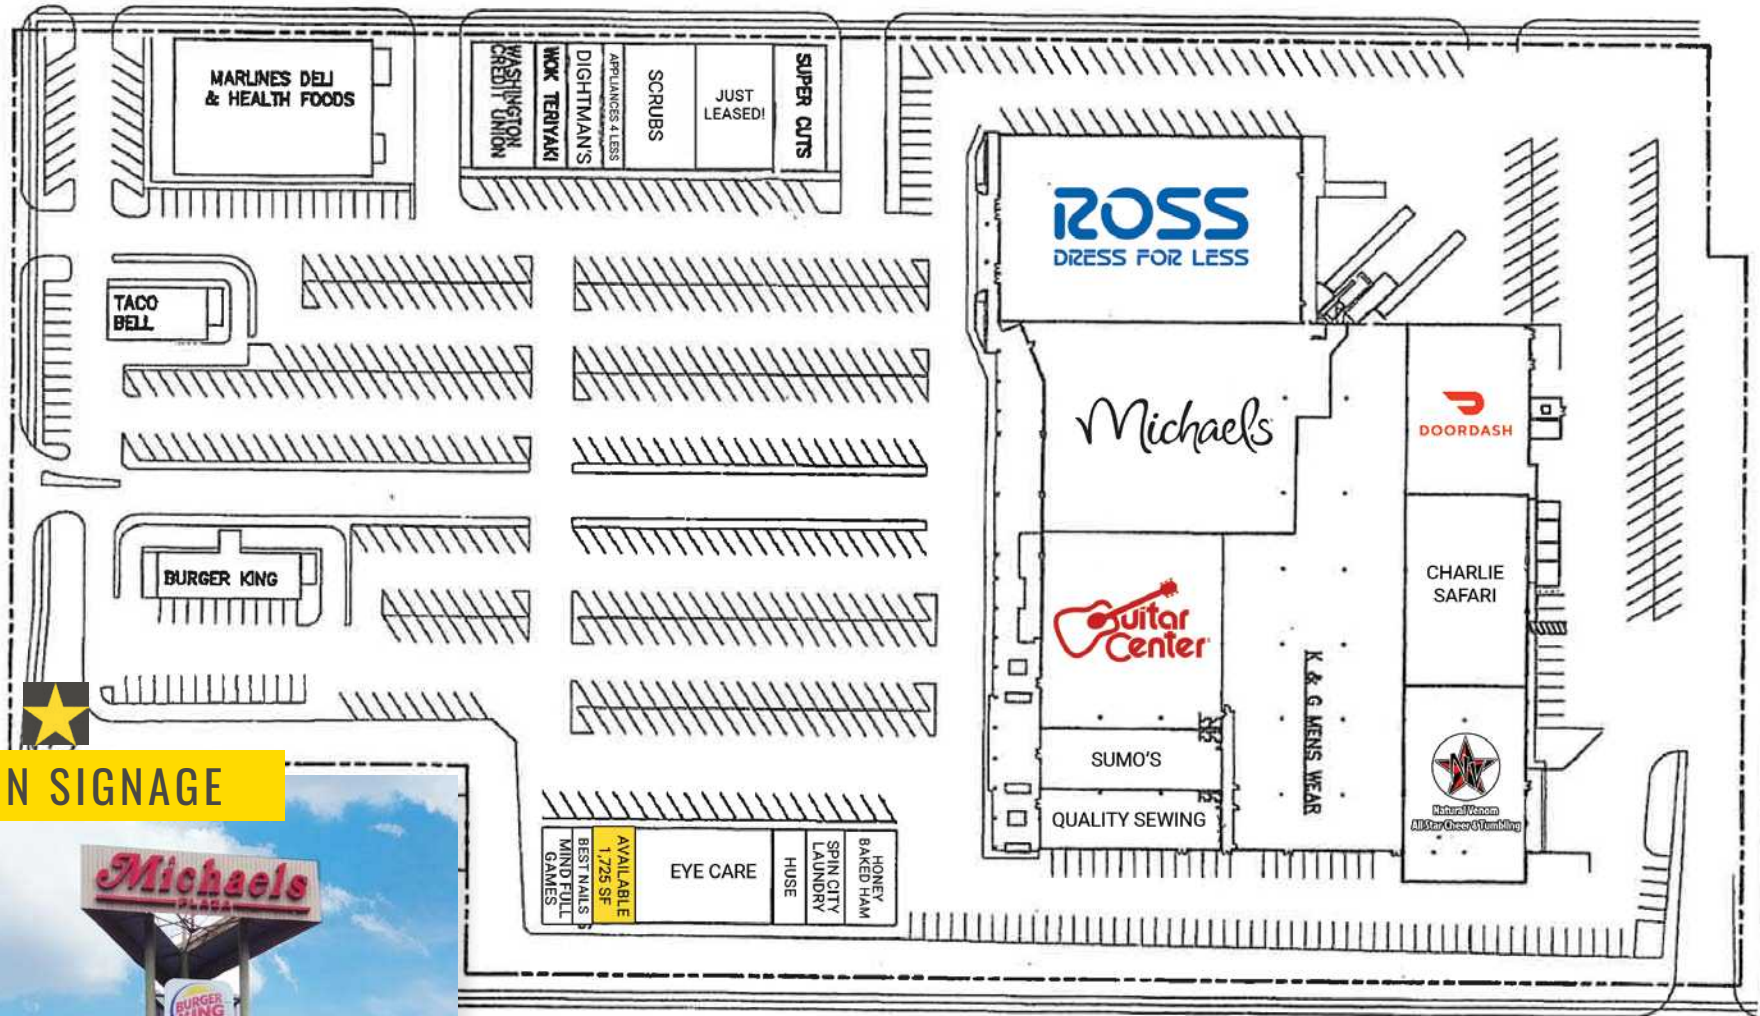 MARLINES DELI
& HEALTH FOODS
WASHINGTON
CREDIT UNION
WOK TERIYAKI
DIGHTMAN'S
APPLIANCES 4 LESS
SCRUBS
JUST
LEASED!
SUPER CUTS
ROSS
DRESS FOR LESS
TACO
BELL
Michaels
DOORDASH
BURGER KING
CHARLIE
SAFARI
Guitar
Center
K & G MENS WEAR
SUMO'S
QUALITY SEWING
Natural Venom
All-Star Cheer & Tumbling
N SIGNAGE
MIND FULL
GAMES
BEST NAILS
AVAILABLE
1,725 SF
EYE CARE
HUSE
SPIN CITY
LAUNDRY
HONEY
BAKED HAM
Michaels
PLAZA
BURGER
KING